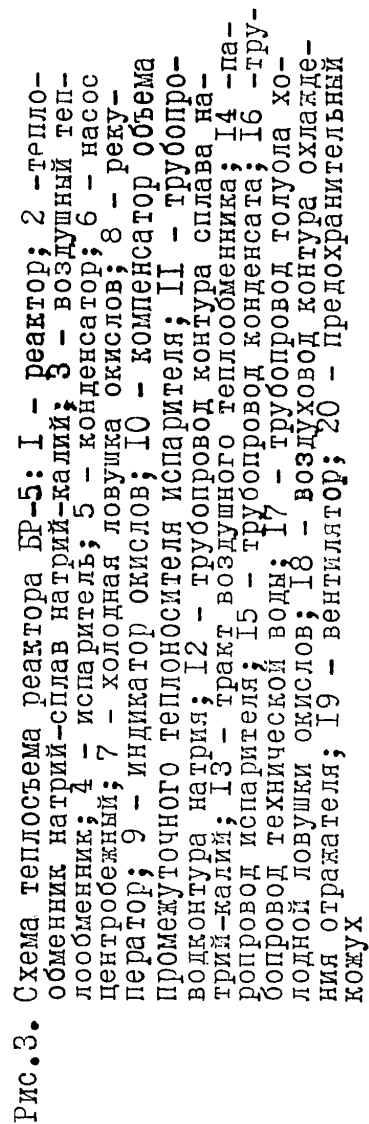 Рис.3. Схема теплосъема реактора БР-5: I - реактор; 2 -тепло-
обменник натрий-сплав натрий-калий; 3 - воздушный теп-
лообменник; 4 - испаритель; 5 - конденсатор; 6 - насос
центробежный; 7 - холодная ловушка окислов; 8 - реку-
ператор; 9 - индикатор окислов; IO - компенсатор объема
промежуточного теплоносителя испарителя; II - трубопро-
водконтура натрия; I2 - трубопровод контура сплава на-
трий-калий; I3 - тракт воздушного теплообменника; I4 -па-
ропровод испарителя; I5 - трубопровод конденсата; I6 -тру-
бопровод технической воды; I7 - трубопровод толуола хо-
лодной ловушки окислов; I8 - воздуховод контура охлажде-
ния отражателя; I9 - вентилятор; 20 - предохранительный
кожух